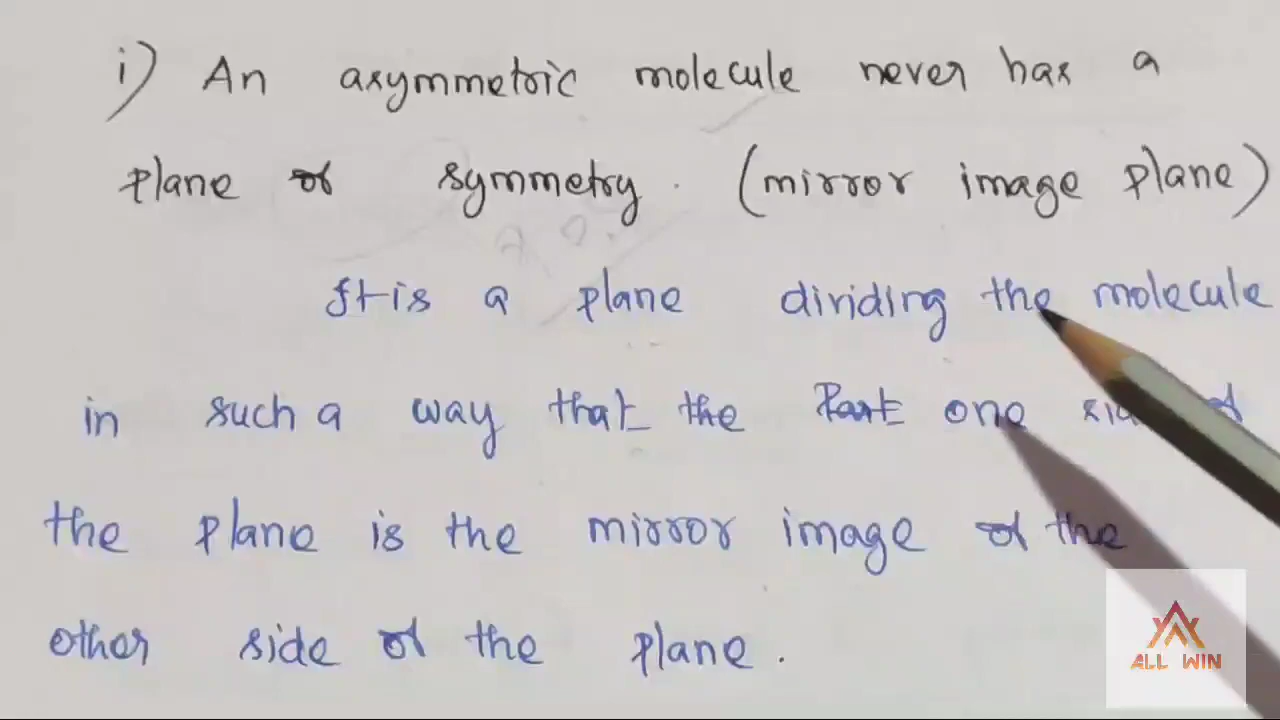 i) An asymmetric molecule never has a
plane of symmetry. (mirror image plane)
It is a plane dividing the molecule
in such a way that the Part one side of
the plane is the mirror image of the
other side of the plane.
ALL WIN